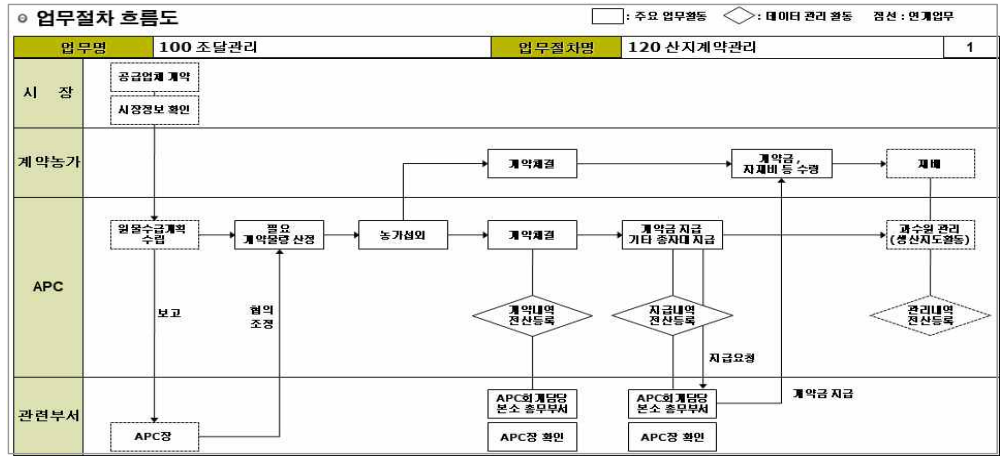 업무절차 흐름도
: 주요 업무활동
: 데이터 관리 활동
점선 : 연계업무
업무명
100 조달관리
업무절차명
120 산지계약관리
1
시 장
공급업체 계약
시장정보 확인
계약농가
계약체결
계약금,
자재비 등 수령
재배
APC
원물수급계획
수립
필요
계약물량 산정
농가섭외
계약체결
계약금 지급
기타 종자대 지급
과수원 관리
(생산지도활동)
보고
협의
조정
계약내역
전산등록
지급내역
전산등록
관리내역
전산등록
지급요청
관련부서
APC장
APC회계담당
본소 총무부서
APC장 확인
APC회계담당
본소 총무부서
APC장 확인
계약금 지급